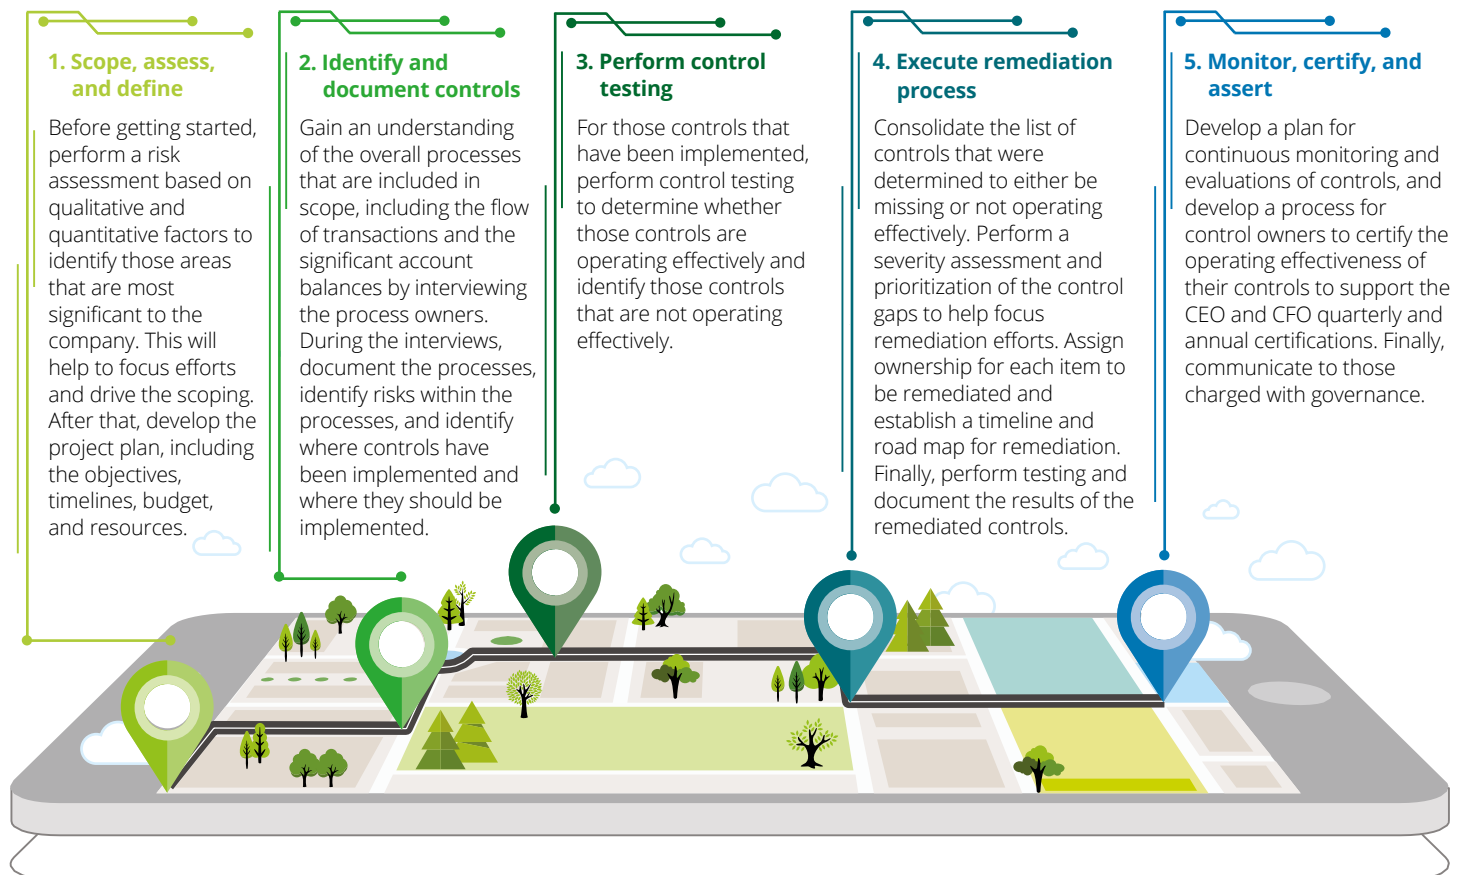 1. Scope, assess,
and define
Before getting started,
perform a risk
assessment based on
qualitative and
quantitative factors to
identify those areas
that are most
significant to the
company. This will
help to focus efforts
and drive the scoping.
After that, develop the
project plan, including
the objectives,
timelines, budget,
and resources.
2. Identify and
document controls
Gain an understanding
of the overall processes
that are included in
scope, including the flow
of transactions and the
significant account
balances by interviewing
the process owners.
During the interviews,
document the processes,
identify risks within the
processes, and identify
where controls have
been implemented and
where they should be
implemented.
3. Perform control
testing
For those controls that
have been implemented,
perform control testing
to determine whether
those controls are
operating effectively and
identify those controls
that are not operating
effectively.
4. Execute remediation
process
Consolidate the list of
controls that were
determined to either be
missing or not operating
effectively. Perform a
severity assessment and
prioritization of the control
gaps to help focus
remediation efforts. Assign
ownership for each item to
be remediated and
establish a timeline and
road map for remediation.
Finally, perform testing and
document the results of the
remediated controls.
5. Monitor, certify, and
assert
Develop a plan for
continuous monitoring and
evaluations of controls, and
develop a process for
control owners to certify the
operating effectiveness of
their controls to support the
CEO and CFO quarterly and
annual certifications. Finally,
communicate to those
charged with governance.